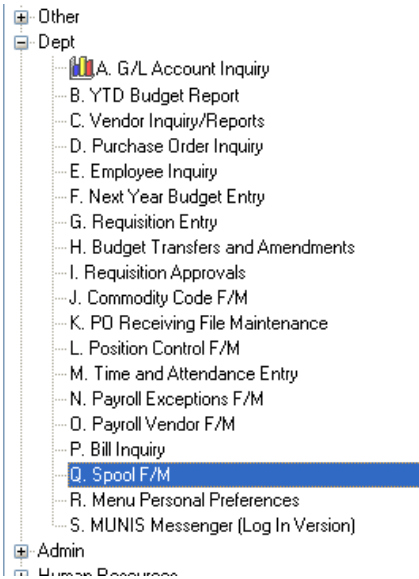 Other
Dept
A. G/L Account Inquiry
B. YTD Budget Report
C. Vendor Inquiry/Reports
D. Purchase Order Inquiry
E. Employee Inquiry
F. Next Year Budget Entry
G. Requisition Entry
H. Budget Transfers and Amendments
I. Requisition Approvals
J. Commodity Code F/M
K. PO Receiving File Maintenance
L. Position Control F/M
M. Time and Attendance Entry
N. Payroll Exceptions F/M
O. Payroll Vendor F/M
P. Bill Inquiry
Q. Spool F/M
R. Menu Personal Preferences
S. MUNIS Messenger (Log In Version)
Admin
Human Resources